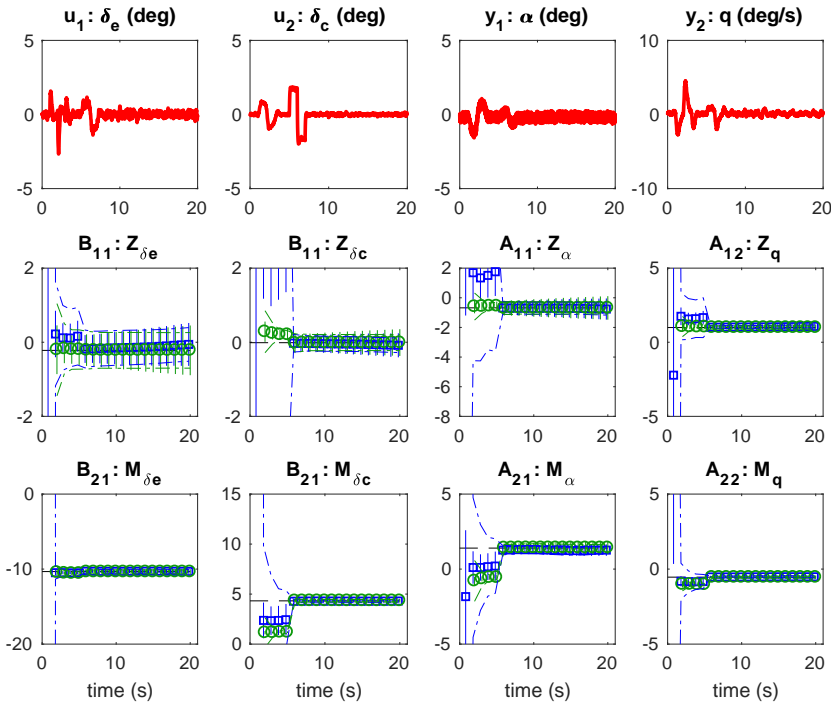 u1: δe (deg)
u2: δc (deg)
y1: α (deg)
y2: q (deg/s)
5
0
-5
0 10 20
5
0
-5
0 10 20
5
0
-5
0 10 20
10
0
-10
0 10 20
B11: Zδe
B11: Zδc
A11: Zα
A12: Zq
2
0
-2
0 10 20
2
0
-2
0 10 20
2
0
-2
-4
-6
-8
0 10 20
5
0
-5
0 10 20
B21: Mδe
B21: Mδc
A21: Mα
A22: Mq
0
-10
-20
0 10 20
15
10
5
0
0 10 20
5
0
-5
0 10 20
5
0
-5
0 10 20
time (s)
time (s)
time (s)
time (s)